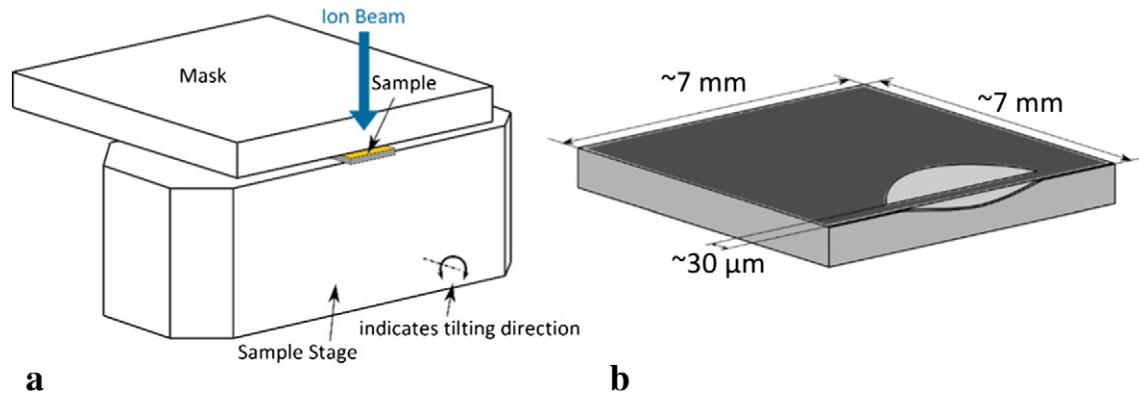 Ion Beam
Mask
Sample
indicates tilting direction
Sample Stage
a
~7 mm
~7 mm
~30 μm
b